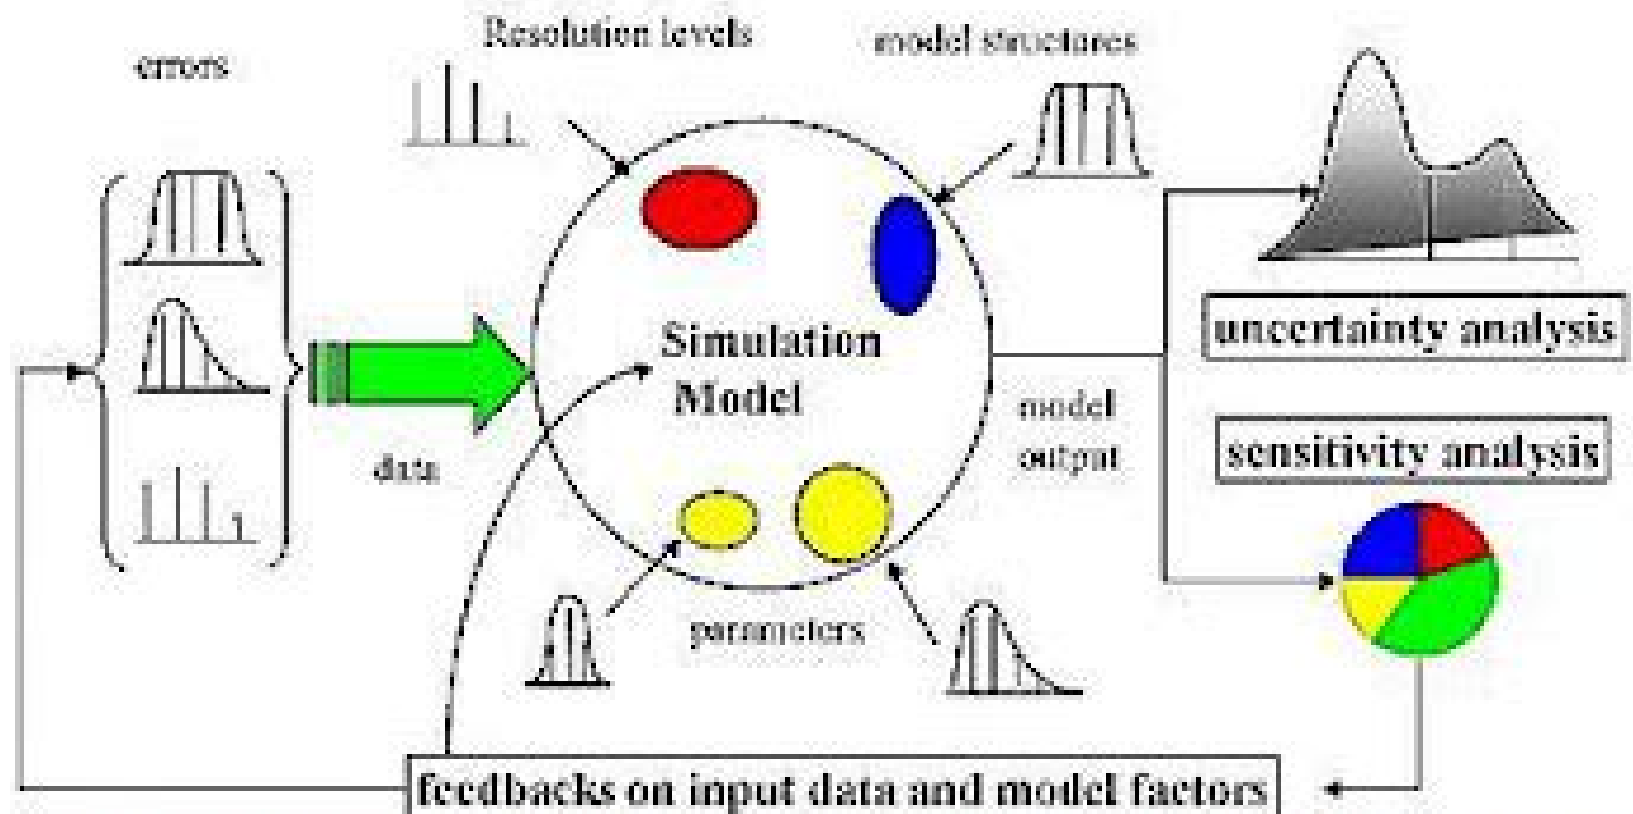 Resolution levels
model structures
errors
uncertainty analysis
Simulation
Model
model
output
data
sensitivity analysis
parameters
feedbacks on input data and model factors